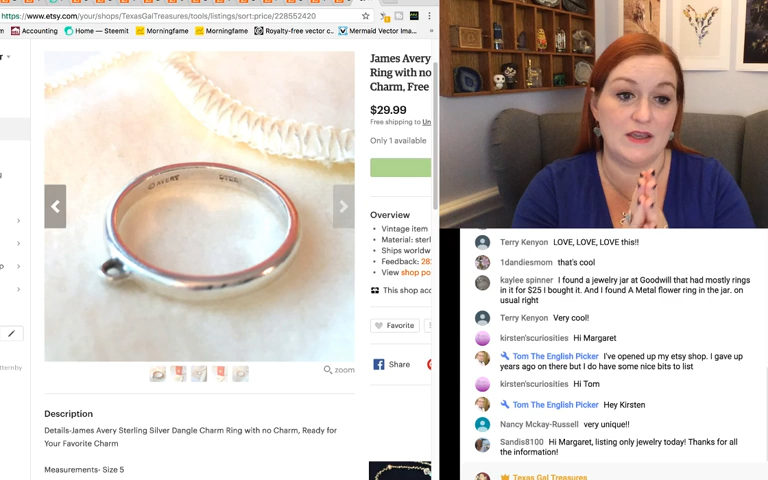 https://www.etsy.com/your/shops/TexasGalTreasures/tools/listings/sort:price/228552420
Accounting Home — Steemit Morningfame Morningfame Royalty-free vector c... Mermaid Vector Ima...
James Avery
Ring with no
Charm, Free
$29.99
Free shipping to Un
Only 1 available
AVERY STER
Overview
• Vintage item
• Material: sterl
• Ships worldw
• Feedback: 28
• View shop po
This shop acc
Favorite
Share
zoom
Description
Details-James Avery Sterling Silver Dangle Charm Ring with no Charm, Ready for
Your Favorite Charm
Measurements- Size 5
Terry Kenyon LOVE, LOVE, LOVE this!!
1dandiesmom that's cool
kaylee spinner I found a jewelry jar at Goodwill that had mostly rings
in it for $25 I bought it. And I found A Metal flower ring in the jar. on
usual right
Terry Kenyon Very cool!
kirsten'scuriosities Hi Margaret
Tom The English Picker I've opened up my etsy shop. I gave up
years ago on there but I do have some nice bits to list
kirsten'scuriosities Hi Tom
Tom The English Picker Hey Kirsten
Nancy Mckay-Russell very unique!!
Sandis8100 Hi Margaret, listing only jewelry today! Thanks for all
the information!
Texas Gal Treasures